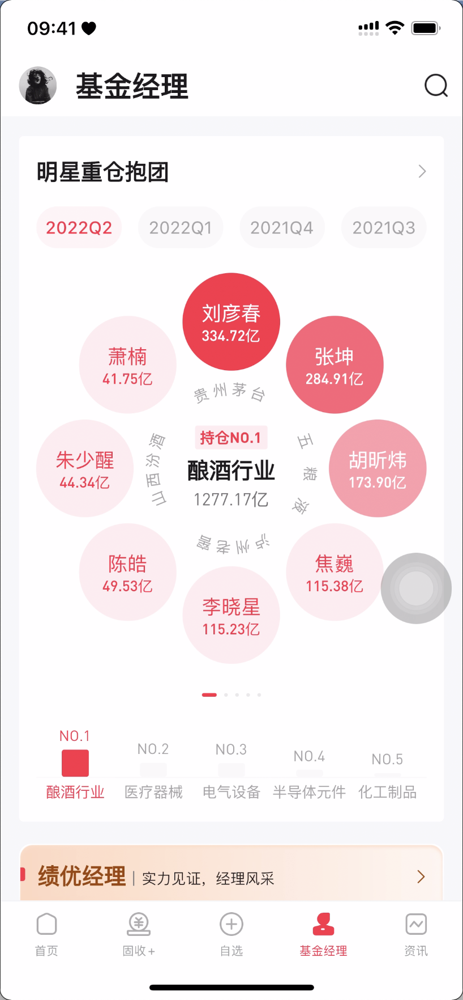 09:41
基金经理
明星重仓抱团
2022Q2 2022Q1 2021Q4 2021Q3
刘彦春
334.72亿
萧楠
41.75亿
张坤
284.91亿
贵州茅台
持仓NO.1
酿酒行业
1277.17亿
五粮液
山西汾酒
泸州老窖
朱少醒
44.34亿
胡昕炜
173.90亿
陈皓
49.53亿
焦巍
115.38亿
李晓星
115.23亿
NO.1 NO.2 NO.3 NO.4 NO.5
酿酒行业 医疗器械 电气设备 半导体元件 化工制品
绩优经理 | 实力见证，经理风采
首页 固收+ 自选 基金经理 资讯